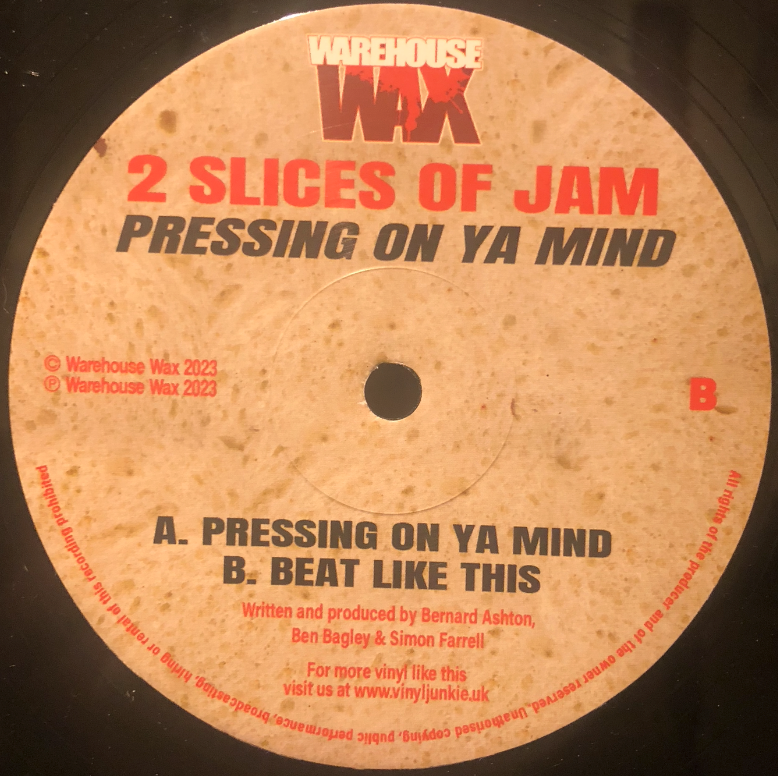 WAREHOUSE
WAX
2 SLICES OF JAM
PRESSING ON YA MIND
© Warehouse Wax 2023
℗ Warehouse Wax 2023
B
A. PRESSING ON YA MIND
B. BEAT LIKE THIS
Written and produced by Bernard Ashton,
Ben Bagley & Simon Farrell
For more vinyl like this
visit us at www.vinyljunkie.uk
All rights of the producer and of the owner reserved. Unathorised copying, public performance, broadcasting, hiring or rental of this recording prohibited